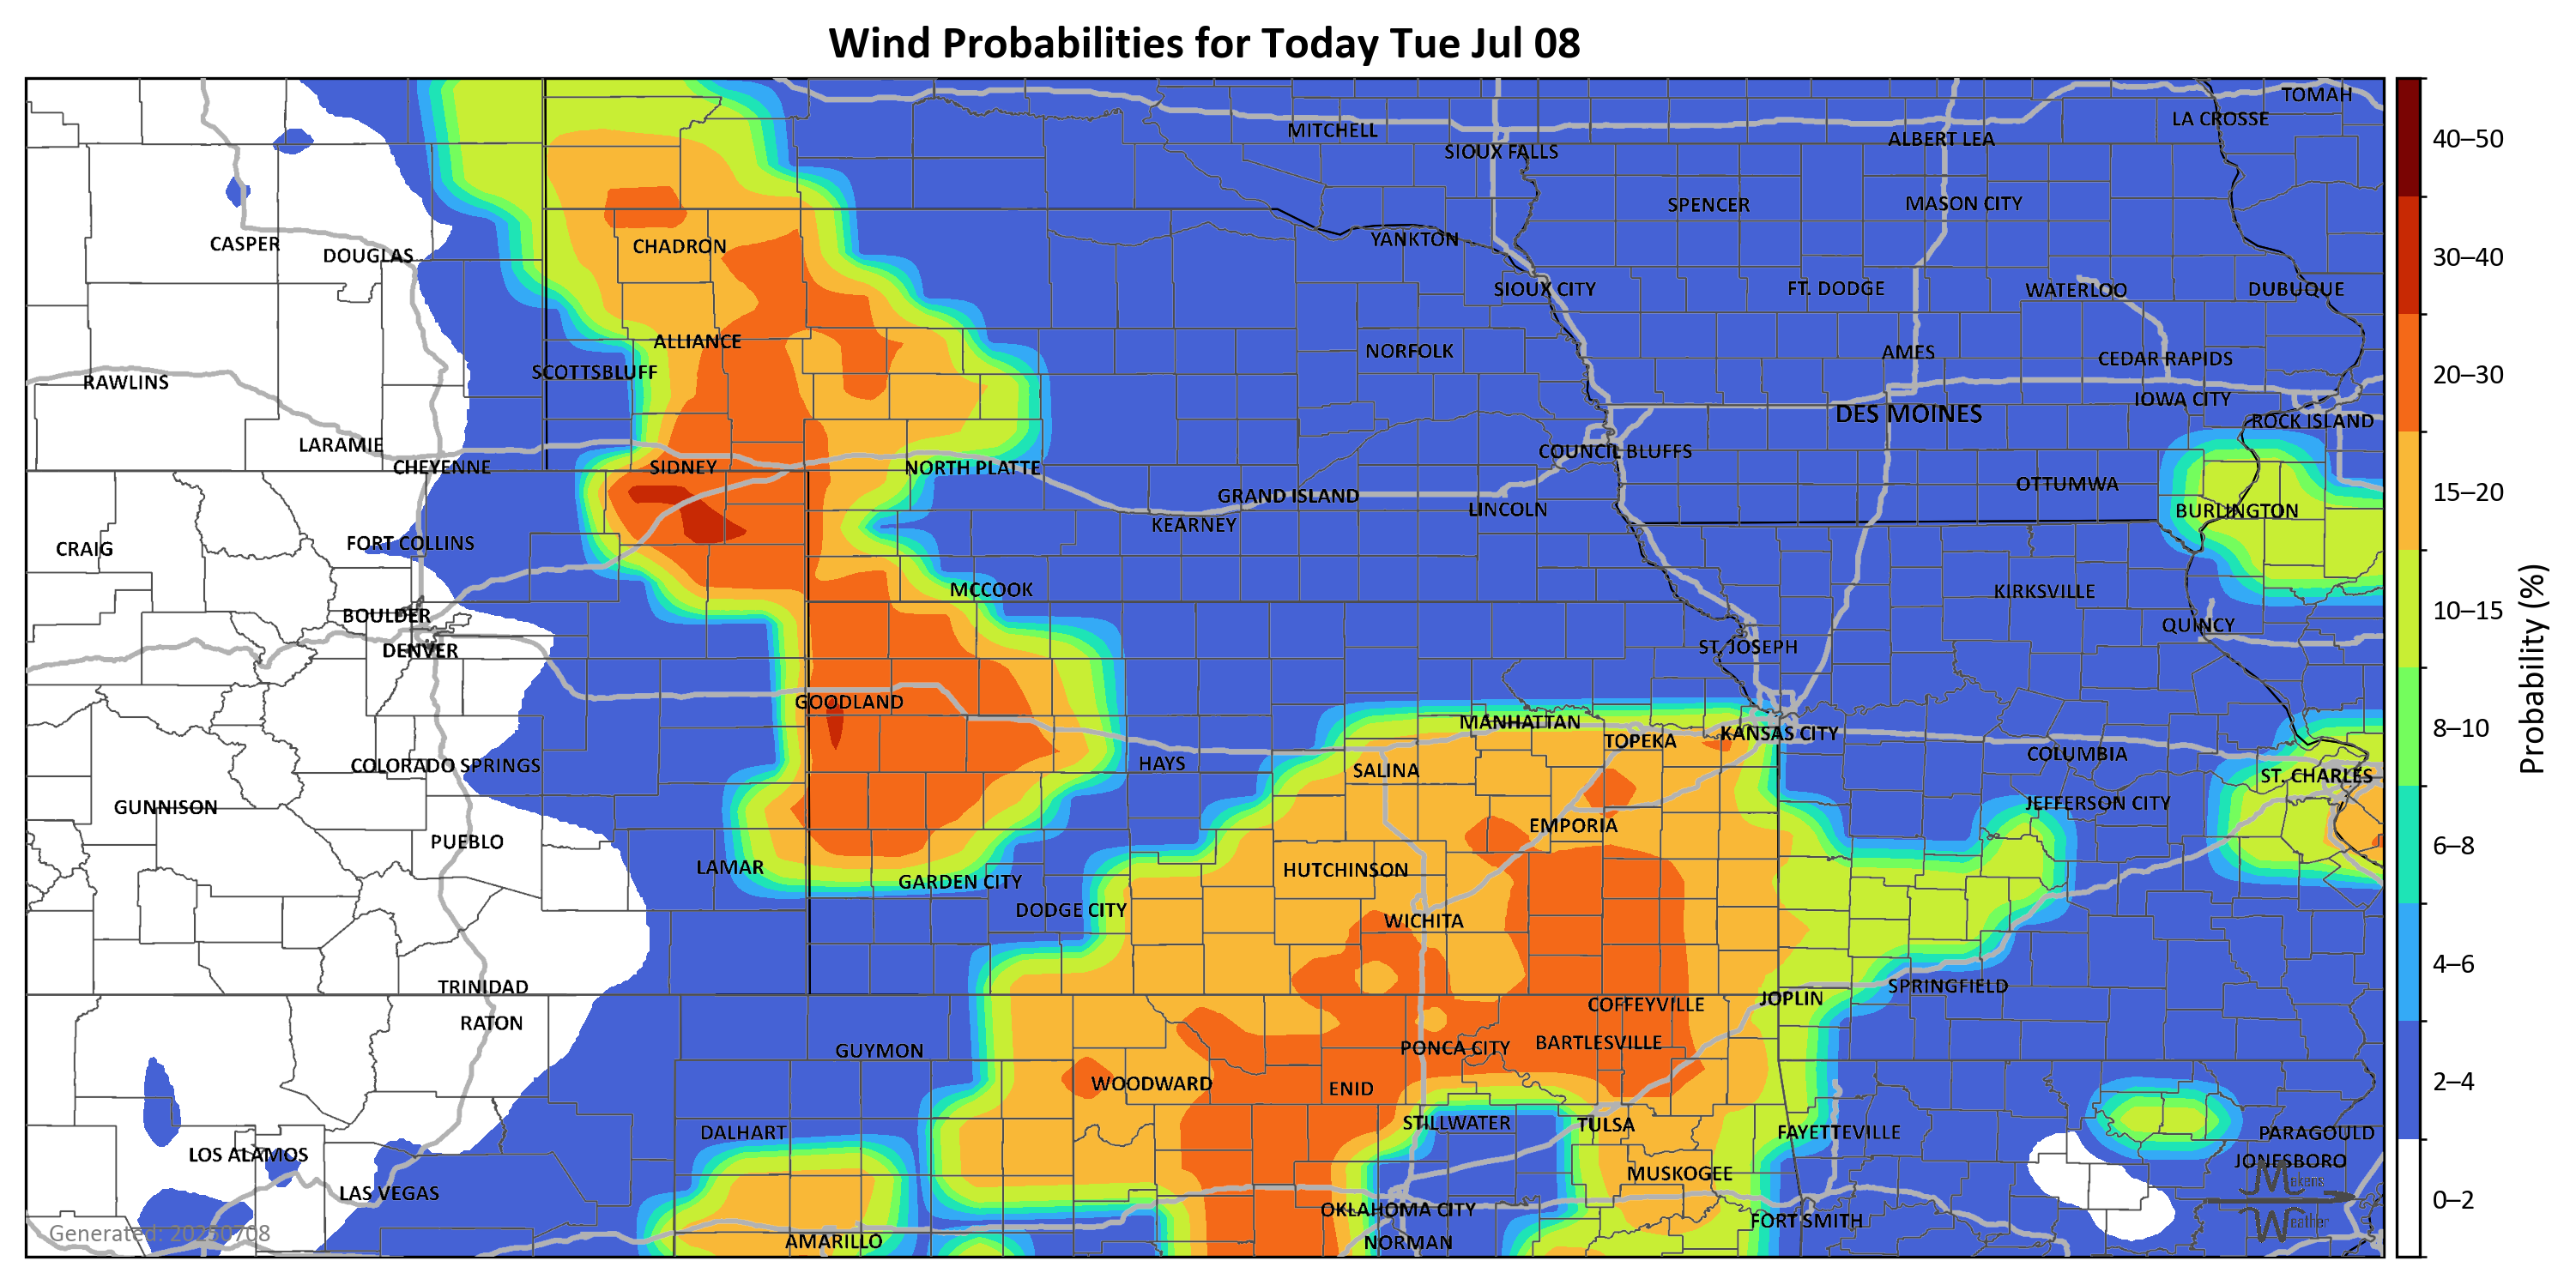 Wind Probabilities for Today Tue Jul 08
TOMAH
LA CROSSE
MITCHELL
ALBERT LEA
SIOUX FALLS
SPENCER
MASON CITY
CASPER
DOUGLAS
CHADRON
YANKTON
SIOUX CITY
FT. DODGE
WATERLOO
DUBUQUE
ALLIANCE
NORFOLK
AMES
CEDAR RAPIDS
RAWLINS
SCOTTSBLUFF
IOWA CITY
DES MOINES
ROCK ISLAND
LARAMIE
COUNCIL BLUFFS
CHEYENNE
SIDNEY
NORTH PLATTE
OTTUMWA
GRAND ISLAND
LINCOLN
BURLINGTON
KEARNEY
CRAIG
FORT COLLINS
MCCOOK
KIRKSVILLE
BOULDER
QUINCY
DENVER
ST. JOSEPH
GOODLAND
MANHATTAN
TOPEKA
KANSAS CITY
COLUMBIA
COLORADO SPRINGS
HAYS
SALINA
ST. CHARLES
GUNNISON
JEFFERSON CITY
EMPORIA
PUEBLO
LAMAR
HUTCHINSON
GARDEN CITY
DODGE CITY
WICHITA
TRINIDAD
SPRINGFIELD
JOPLIN
COFFEYVILLE
RATON
GUYMON
PONCA CITY
BARTLESVILLE
WOODWARD
ENID
DALHART
STILLWATER
TULSA
FAYETTEVILLE
PARAGOULD
LOS ALAMOS
JONESBORO
LAS VEGAS
MUSKOGEE
OKLAHOMA CITY
FORT SMITH
AMARILLO
NORMAN
Generated: 20250708
Mokens
Weather
40–50
30–40
20–30
15–20
10–15
8–10
6–8
4–6
2–4
0–2
Probability (%)